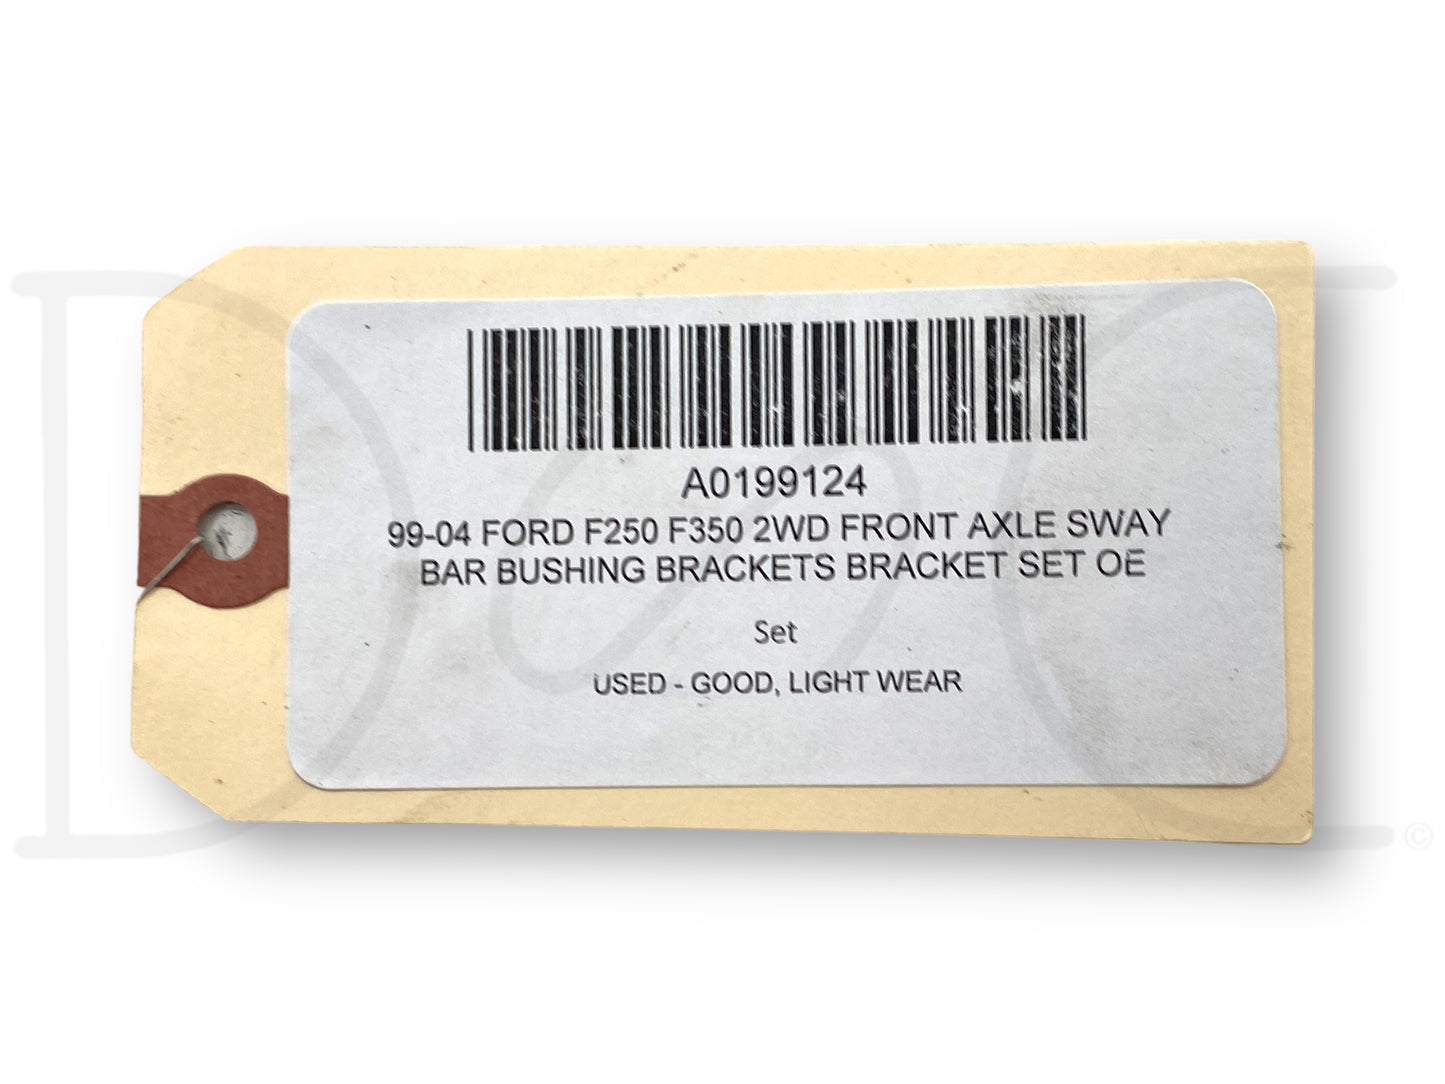 A0199124
99-04 FORD F250 F350 2WD FRONT AXLE SWAY
BAR BUSHING BRACKETS BRACKET SET OE
Set
USED - GOOD, LIGHT WEAR
©